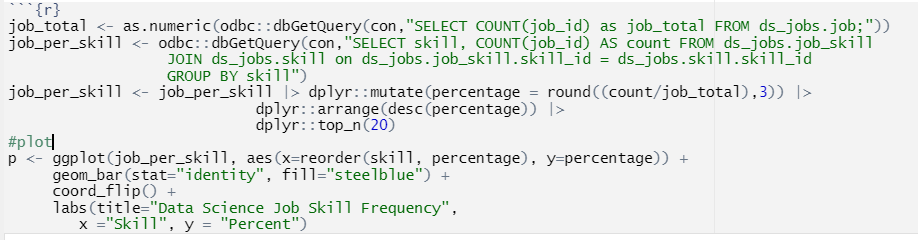 ```{r}
job_total <- as.numeric(odbc::dbGetQuery(con,"SELECT COUNT(job_id) as job_total FROM ds_jobs.job;"))
job_per_skill <- odbc::dbGetQuery(con,"SELECT skill, COUNT(job_id) AS count FROM ds_jobs.job_skill
JOIN ds_jobs.skill on ds_jobs.job_skill.skill_id = ds_jobs.skill.skill_id
GROUP BY skill")
job_per_skill <- job_per_skill |> dplyr::mutate(percentage = round((count/job_total),3)) |>
dplyr::arrange(desc(percentage)) |>
dplyr::top_n(20)
#plot
p <- ggplot(job_per_skill, aes(x=reorder(skill, percentage), y=percentage)) +
geom_bar(stat="identity", fill="steelblue") +
coord_flip() +
labs(title="Data Science Job Skill Frequency",
x ="Skill", y = "Percent")